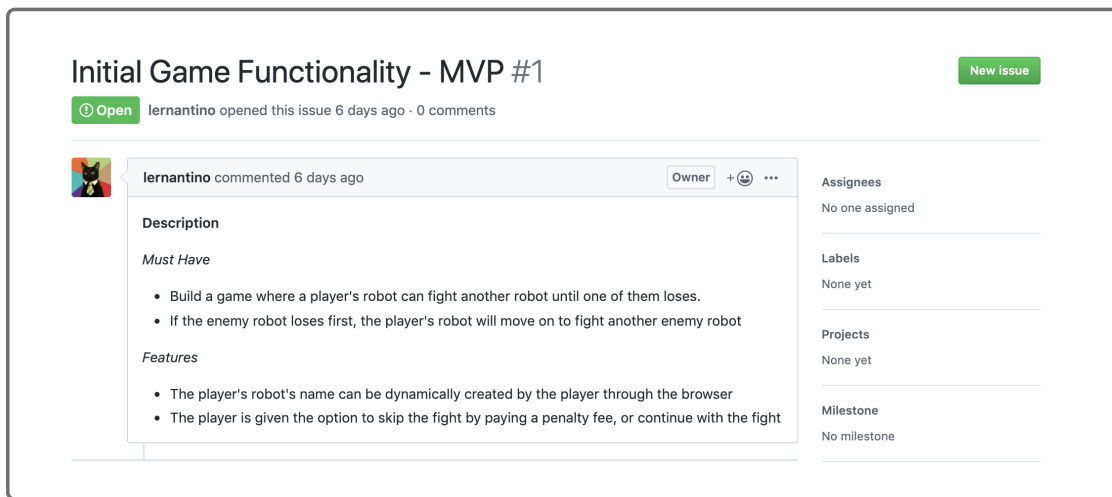 Initial Game Functionality - MVP #1
New issue
Open lernantino opened this issue 6 days ago · 0 comments
lernantino commented 6 days ago
Owner
Description
Must Have
• Build a game where a player's robot can fight another robot until one of them loses.
• If the enemy robot loses first, the player's robot will move on to fight another enemy robot
Features
• The player's robot's name can be dynamically created by the player through the browser
• The player is given the option to skip the fight by paying a penalty fee, or continue with the fight
Assignees
No one assigned
Labels
None yet
Projects
None yet
Milestone
No milestone